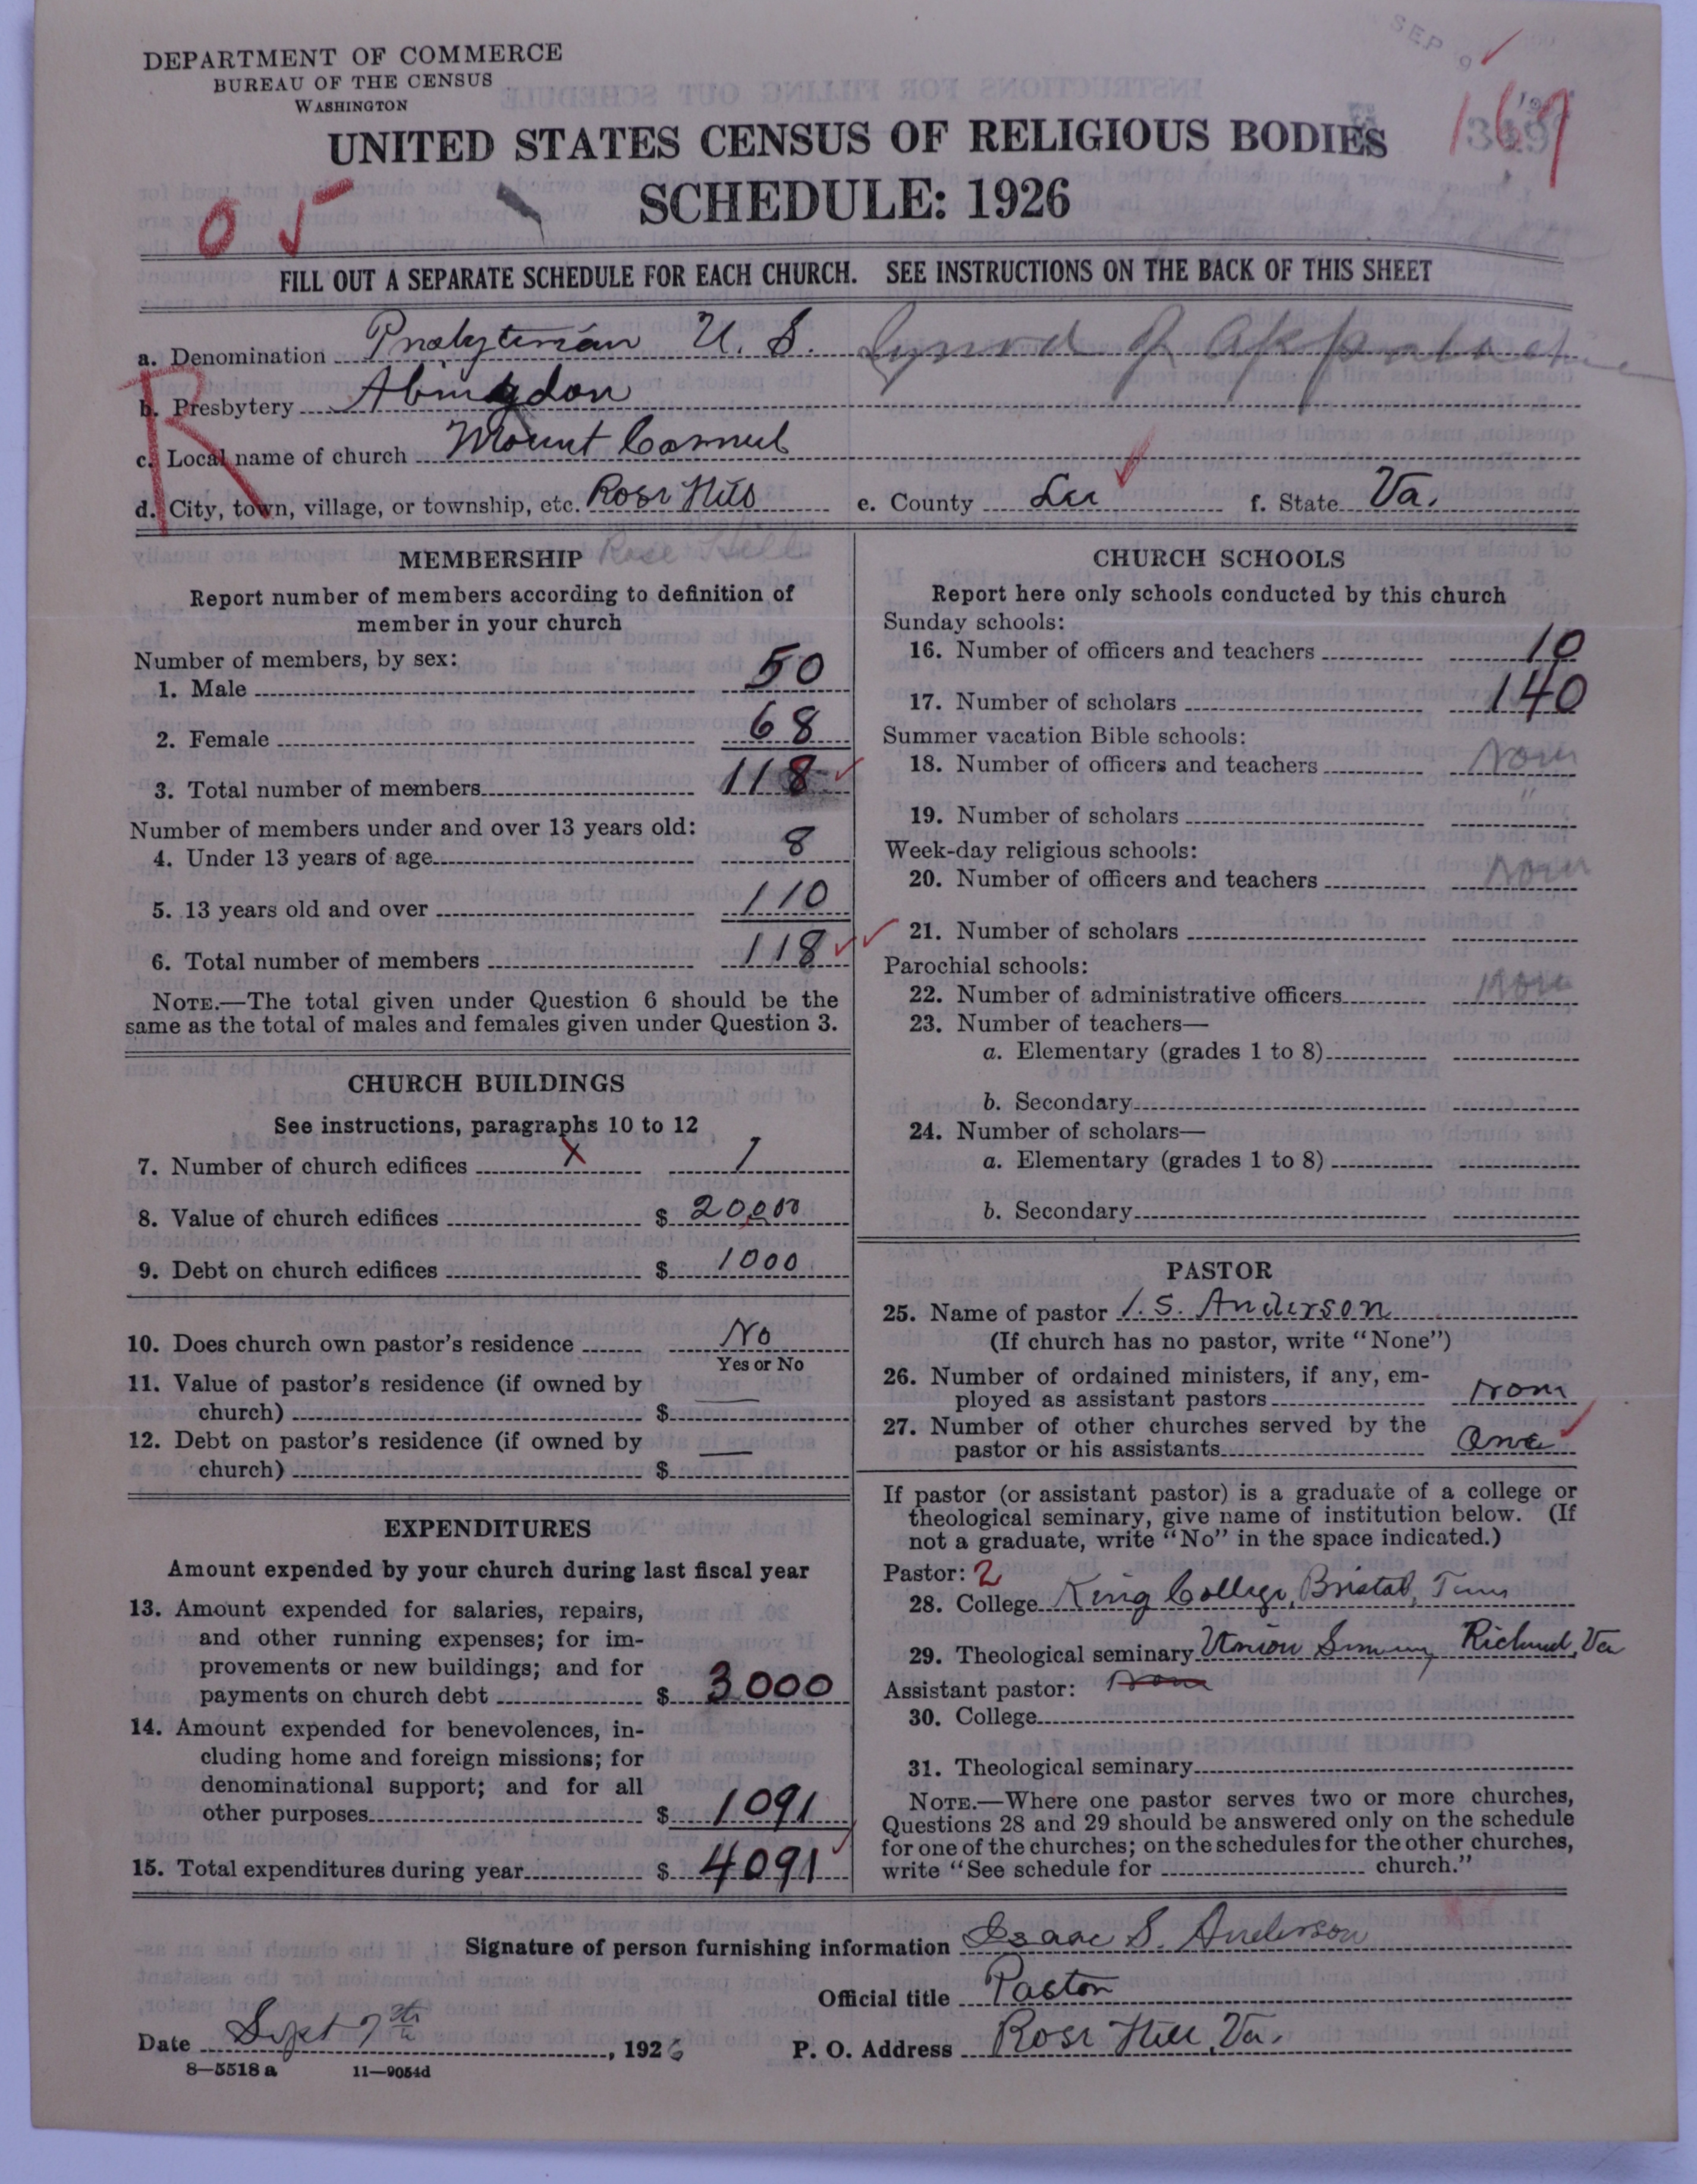 DEPARTMENT OF COMMERCE
BUREAU OF THE CENSUS
WASHINGTON
UNITED STATES CENSUS OF RELIGIOUS BODIES
SCHEDULE: 1926
05
SEP 9
169
FILL OUT A SEPARATE SCHEDULE FOR EACH CHURCH. SEE INSTRUCTIONS ON THE BACK OF THIS SHEET
a. Denomination Presbyterian U. S. Synod of Appalachia
R
b. Presbytery Abingdon
c. Local name of church Mount Carmel
d. City, town, village, or township, etc. Rose Hill e. County Lee f. State Va.
MEMBERSHIP Rose Hill
Report number of members according to definition of
member in your church
Number of members, by sex:
1. Male 50
2. Female 68
3. Total number of members 118
Number of members under and over 13 years old:
4. Under 13 years of age 8
5. 13 years old and over 110
6. Total number of members 118
NOTE.—The total given under Question 6 should be the
same as the total of males and females given under Question 3.
CHURCH BUILDINGS
See instructions, paragraphs 10 to 12
7. Number of church edifices x 1
8. Value of church edifices $ 20,000
9. Debt on church edifices $ 1000
10. Does church own pastor's residence No
Yes or No
11. Value of pastor's residence (if owned by
church) $ —
12. Debt on pastor's residence (if owned by
church) $ —
EXPENDITURES
Amount expended by your church during last fiscal year
13. Amount expended for salaries, repairs,
and other running expenses; for im-
provements or new buildings; and for
payments on church debt $ 3000
14. Amount expended for benevolences, in-
cluding home and foreign missions; for
denominational support; and for all
other purposes $ 1091
15. Total expenditures during year $ 4091
CHURCH SCHOOLS
Report here only schools conducted by this church
Sunday schools:
16. Number of officers and teachers 10
17. Number of scholars 140
Summer vacation Bible schools:
18. Number of officers and teachers None
19. Number of scholars "
Week-day religious schools:
20. Number of officers and teachers None
21. Number of scholars
Parochial schools:
22. Number of administrative officers None
23. Number of teachers—
a. Elementary (grades 1 to 8)
b. Secondary
24. Number of scholars—
a. Elementary (grades 1 to 8)
b. Secondary
PASTOR
25. Name of pastor I. S. Anderson
(If church has no pastor, write "None")
26. Number of ordained ministers, if any, em-
ployed as assistant pastors None
27. Number of other churches served by the
pastor or his assistants One
If pastor (or assistant pastor) is a graduate of a college or
theological seminary, give name of institution below. (If
not a graduate, write "No" in the space indicated.)
Pastor: 2
28. College King College, Bristol, Tenn
29. Theological seminary Union Seminary Richmd, Va
Assistant pastor: None
30. College
31. Theological seminary
NOTE.—Where one pastor serves two or more churches,
Questions 28 and 29 should be answered only on the schedule
for one of the churches; on the schedules for the other churches,
write "See schedule for church."
Signature of person furnishing information Isaac S. Anderson
Official title Pastor
Date Sept 7th, 1926 P. O. Address Rose Hill, Va.
8—5518 a 11—9054d